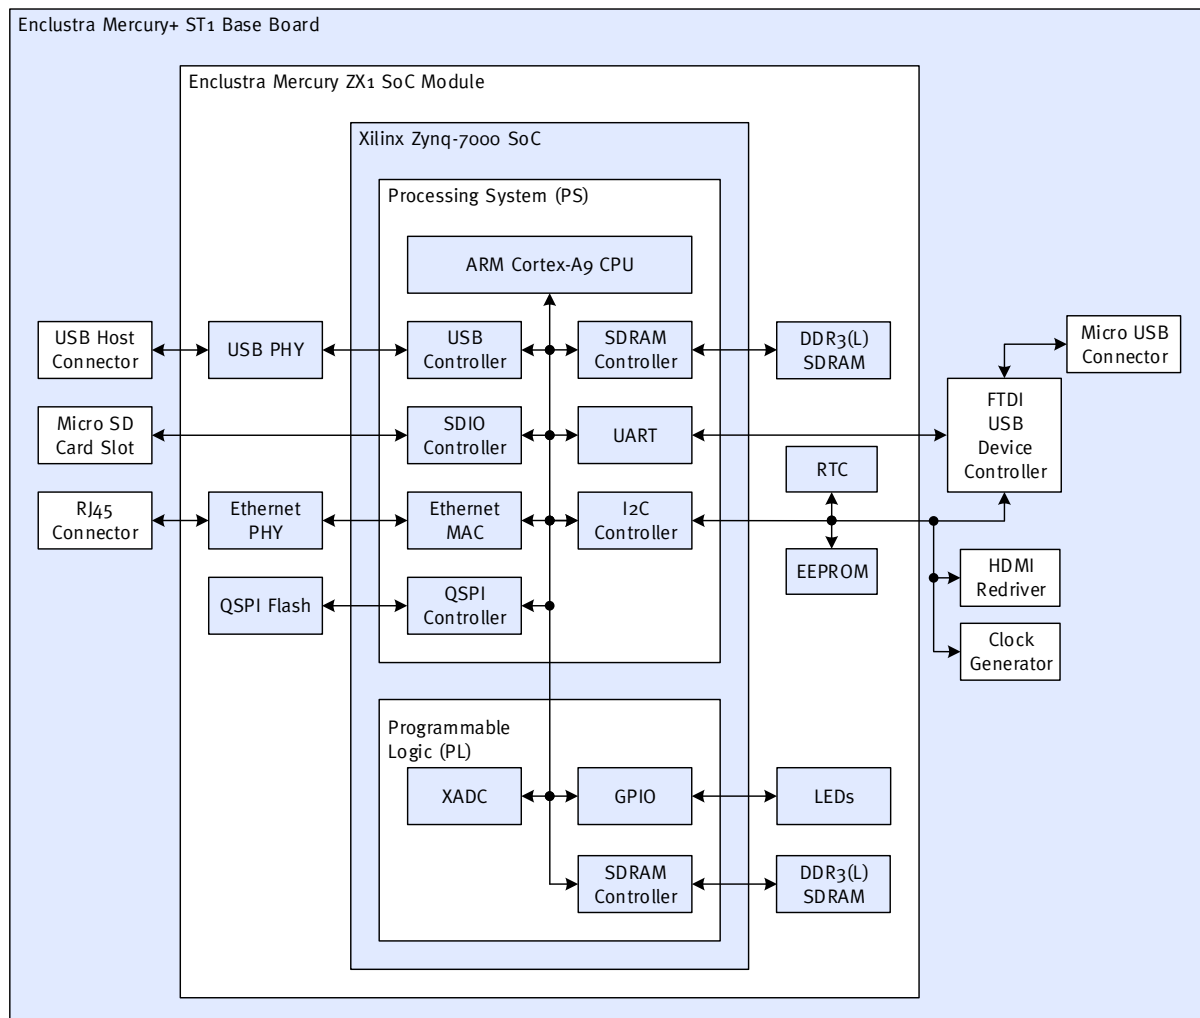 Enclustra Mercury+ ST1 Base Board
Enclustra Mercury ZX1 SoC Module
Xilinx Zynq-7000 SoC
Processing System (PS)
ARM Cortex-A9 CPU
USB Host
Connector
USB PHY
USB
Controller
SDRAM
Controller
DDR3(L)
SDRAM
Micro USB
Connector
Micro SD
Card Slot
SDIO
Controller
UART
FTDI
USB
Device
Controller
RTC
RJ45
Connector
Ethernet
PHY
Ethernet
MAC
I2C
Controller
EEPROM
HDMI
Redriver
QSPI Flash
QSPI
Controller
Clock
Generator
Programmable
Logic (PL)
XADC
GPIO
LEDs
SDRAM
Controller
DDR3(L)
SDRAM